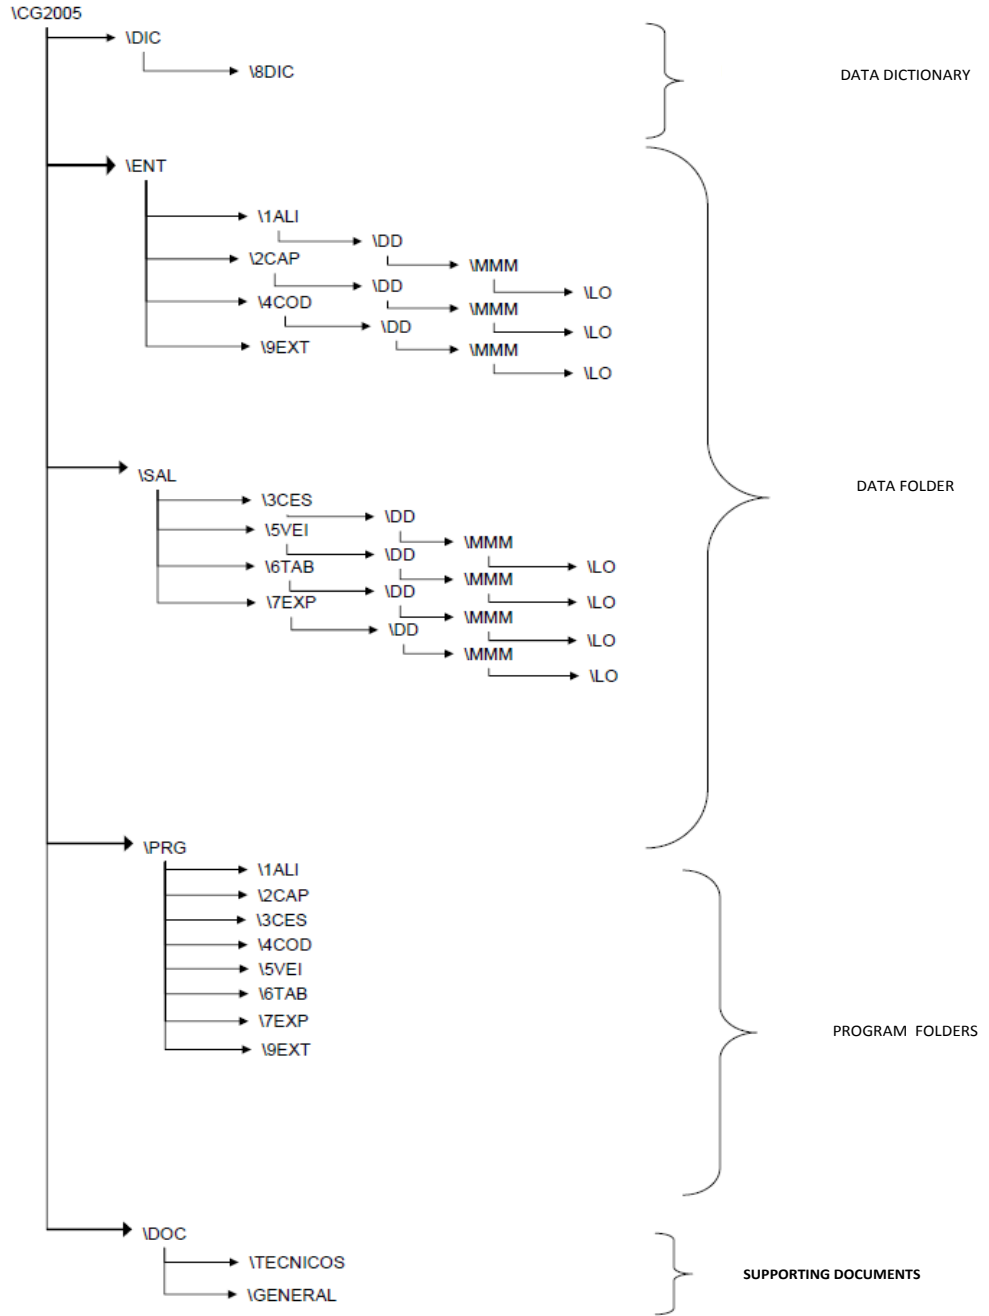 \CG2005
\DIC
\8DIC
DATA DICTIONARY
\ENT
\1ALI
\DD
\2CAP
\MMM
\DD
\LO
\4COD
\MMM
\DD
\LO
\9EXT
\MMM
\LO
\SAL
DATA FOLDER
\3CES
\DD
\5VEI
\MMM
\DD
\LO
\6TAB
\MMM
\DD
\LO
\7EXP
\MMM
\DD
\LO
\MMM
\LO
\PRG
\1ALI
\2CAP
\3CES
\4COD
\5VEI
\6TAB
\7EXP
\9EXT
PROGRAM FOLDERS
\DOC
\TECNICOS
\GENERAL
SUPPORTING DOCUMENTS